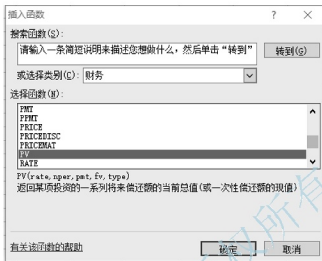 插入函数 ? ×
搜索函数(S):
请输入一条简短说明来描述您想做什么，然后单击“转到” 转到(G)
或选择类别(C): 财务
选择函数(N):
PMT
PPMT
PRICE
PRICEDISC
PRICEMAT
PV
RATE
PV(rate,nper,pmt,fv,type)
返回某项投资的一系列将来偿还额的当前总值(或一次性偿还额的现值)
有关该函数的帮助 确定 取消